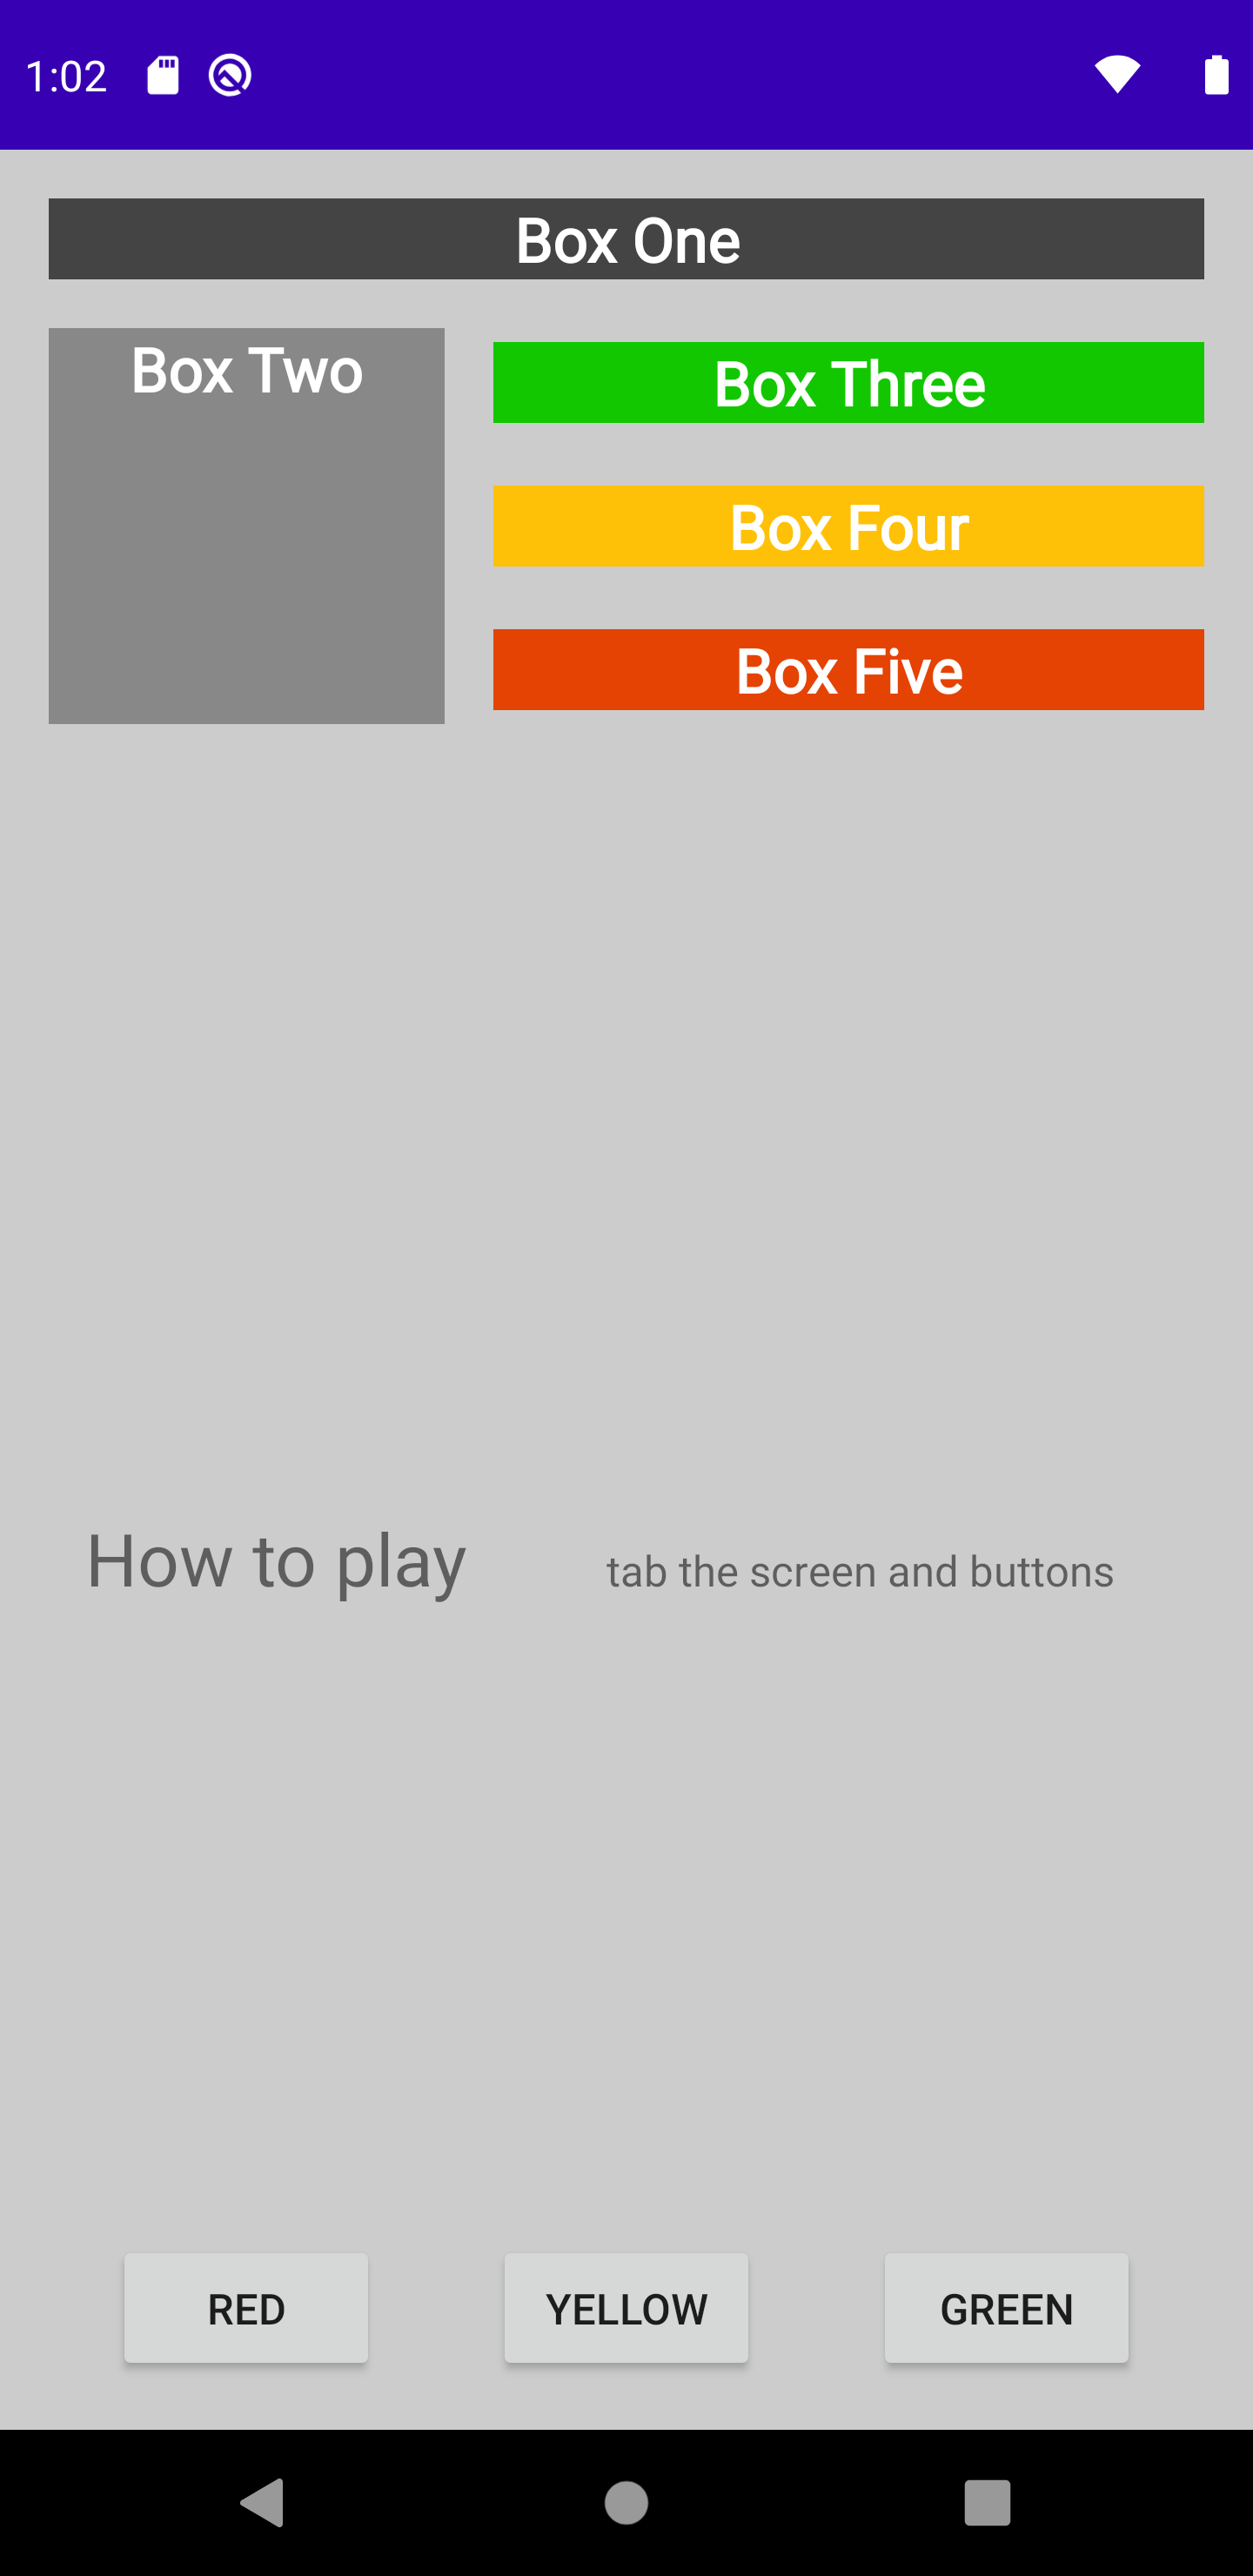 1:02
Box One
Box Two
Box Three
Box Four
Box Five
How to play
tab the screen and buttons
RED
YELLOW
GREEN